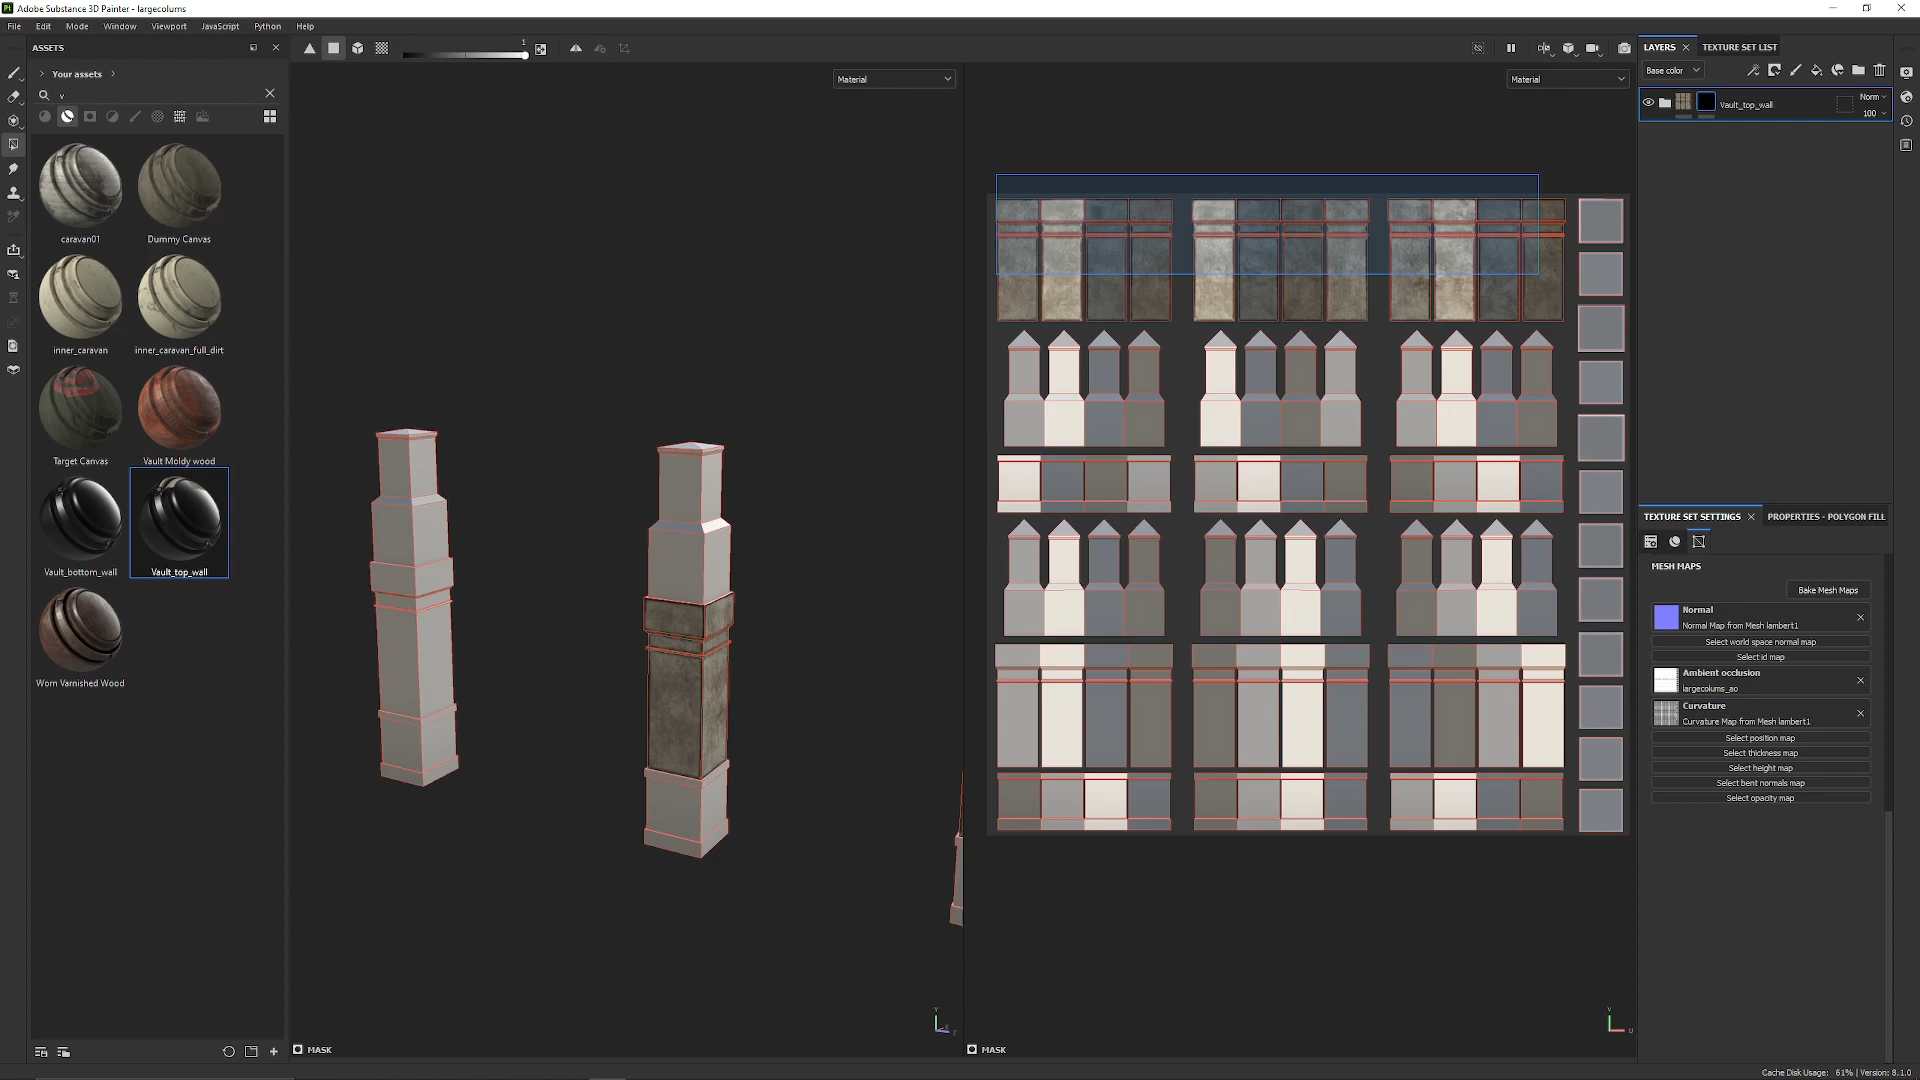 Pt Adobe Substance 3D Painter - largecolums
File Edit Mode Window Viewport JavaScript Python Help
ASSETS
Your assets
v
caravan01
Dummy Canvas
inner_caravan
inner_caravan_full_dirt
Target Canvas
Vault Moldy wood
Vault_bottom_wall
Vault_top_wall
Worn Varnished Wood
1
Material
Material
Y
Z
V
U
MASK
MASK
LAYERS
TEXTURE SET LIST
Base color
Vault_top_wall
Norm
100
TEXTURE SET SETTINGS
PROPERTIES - POLYGON FILL
MESH MAPS
Bake Mesh Maps
Normal
Normal Map from Mesh lambert1
Select world space normal map
Select id map
Ambient occlusion
largecolums_ao
Curvature
Curvature Map from Mesh lambert1
Select position map
Select thickness map
Select height map
Select bent normals map
Select opacity map
Cache Disk Usage: 61% | Version: 8.1.0